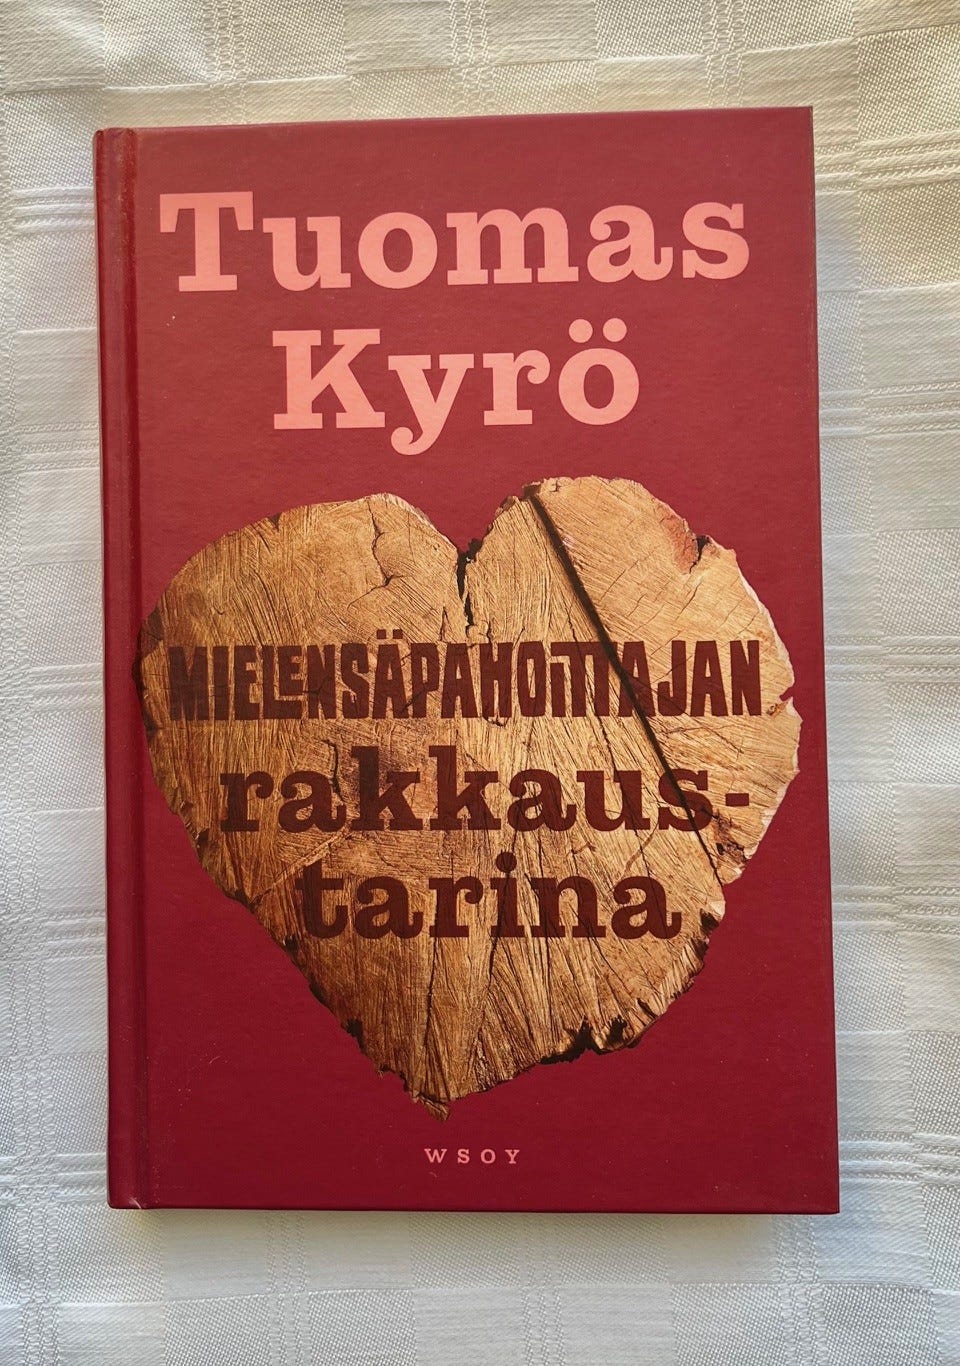 Tuomas
Kyrö
MIELENSÄPAHOITTAJAN
rakkaus-
tarina
WSOY